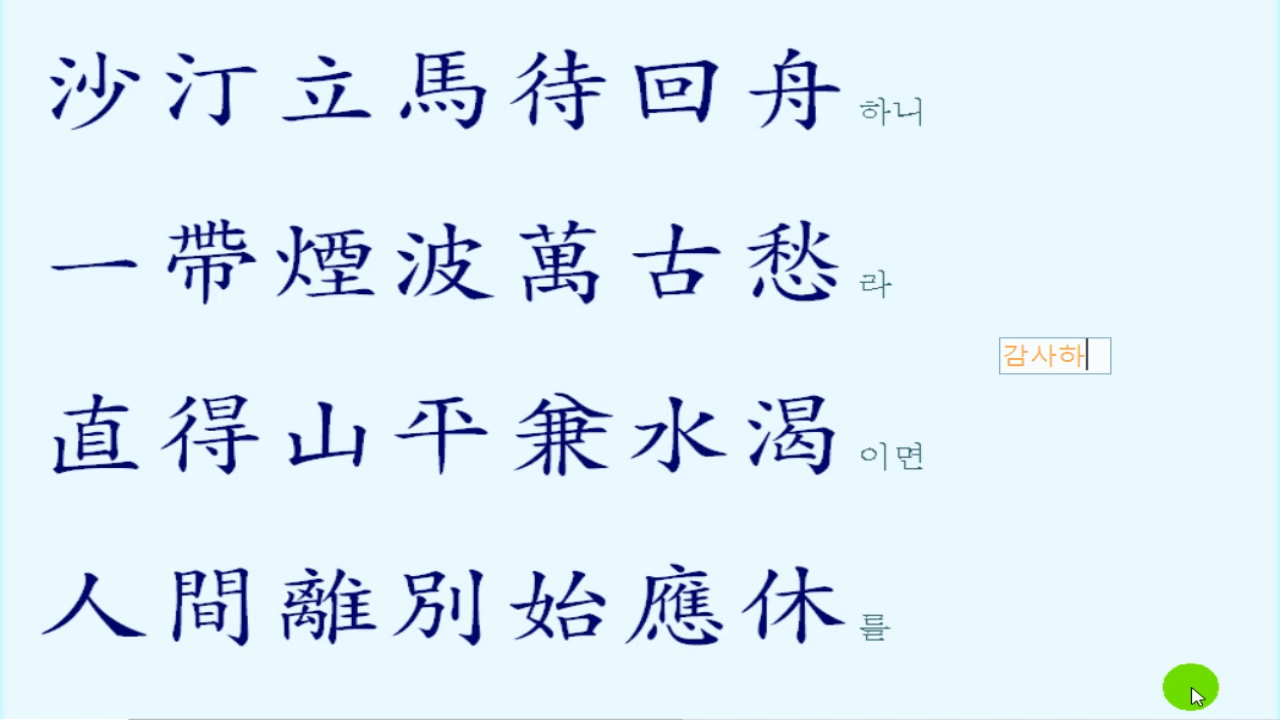 沙汀立馬待回舟 하니
一帶煙波萬古愁 라
감사하
直得山平兼水渴 이면
人間離別始應休 를